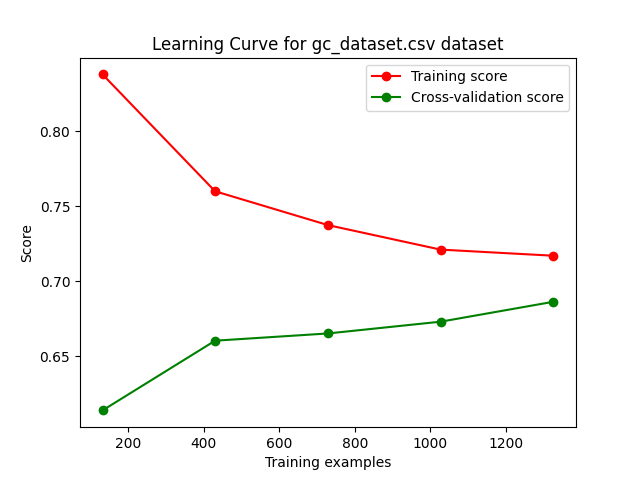 Learning Curve for gc_dataset.csv dataset
Training score
Cross-validation score
0.80
0.75
0.70
0.65
Score
200 400 600 800 1000 1200
Training examples